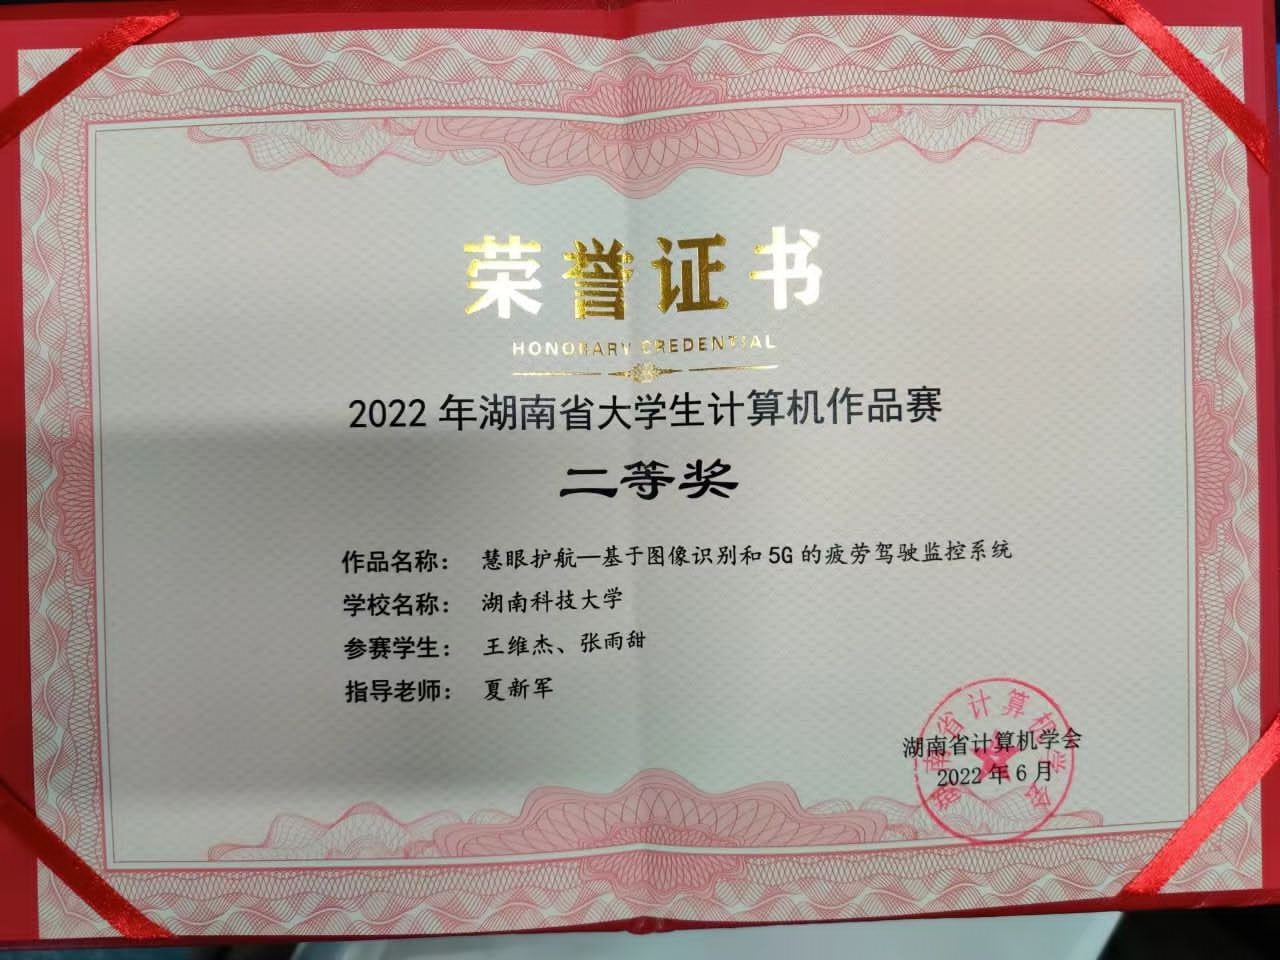 荣誉证书
HONORARY CREDENTIAL
2022 年湖南省大学生计算机作品赛
二等奖
作品名称： 慧眼护航—基于图像识别和 5G 的疲劳驾驶监控系统
学校名称： 湖南科技大学
参赛学生： 王维杰、张雨甜
指导老师： 夏新军
湖南省计算机学会
2022 年 6 月
湖南省计算机学会